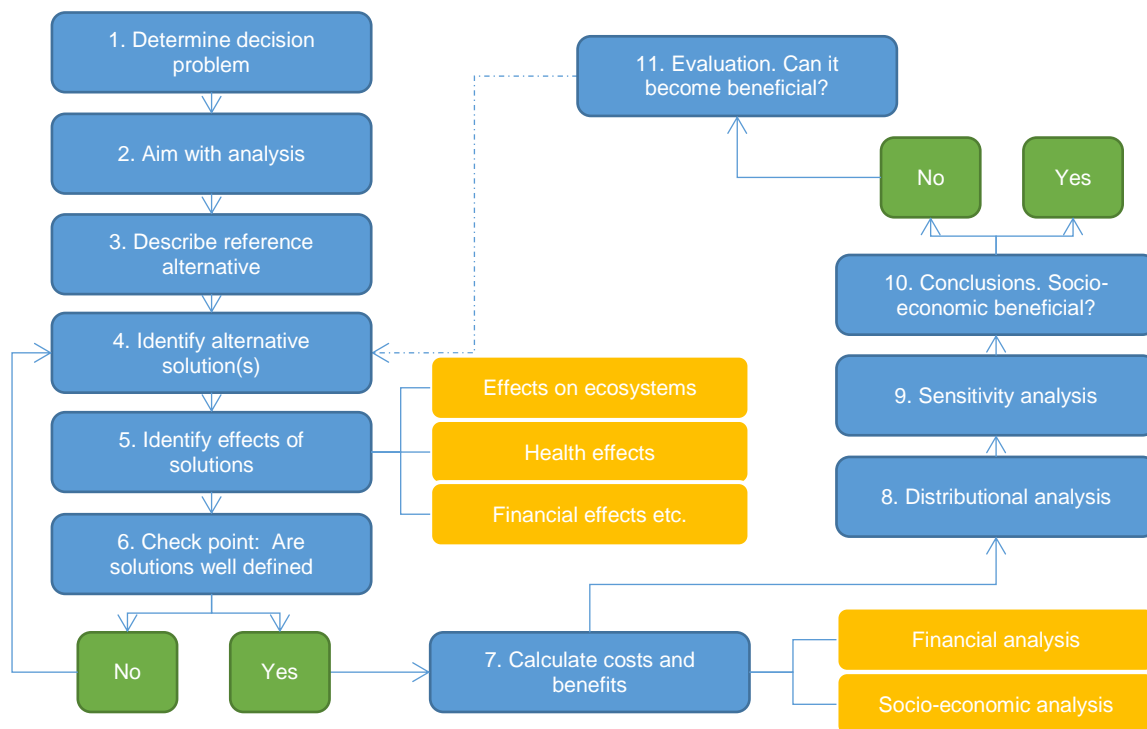 1. Determine decision
problem
2. Aim with analysis
3. Describe reference
alternative
4. Identify alternative
solution(s)
5. Identify effects of
solutions
6. Check point:  Are
solutions well defined
No
Yes
Effects on ecosystems
Health effects
Financial effects etc.
7. Calculate costs and
benefits
Financial analysis
Socio-economic analysis
8. Distributional analysis
9. Sensitivity analysis
10. Conclusions. Socio-
economic beneficial?
No
Yes
11. Evaluation. Can it
become beneficial?